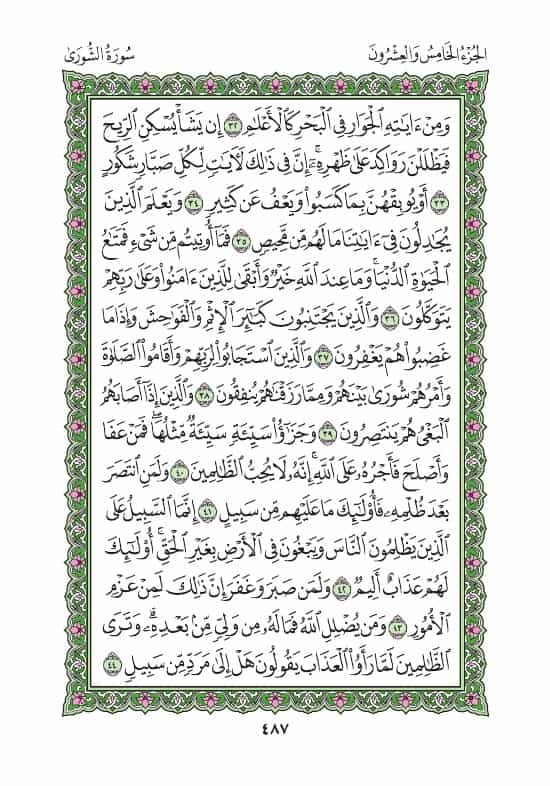 الجُزْءُ الخَامِسُ وَالعِشْرُونَ
سُورَةُ الشُّورَىٰ
وَمِنْ ءَايَٰتِهِ ٱلْجَوَارِ فِي ٱلْبَحْرِ كَٱلْأَعْلَٰمِ ٣٢ إِن يَشَأْ يُسْكِنِ ٱلرِّيحَ
فَيَظْلَلْنَ رَوَاكِدَ عَلَىٰ ظَهْرِهِۦٓ ۚ إِنَّ فِي ذَٰلِكَ لَأٓيَٰتٍ لِّكُلِّ صَبَّارٍ شَكُورٍ
٣٣ أَوْ يُوبِقْهُنَّ بِمَا كَسَبُوا۟ وَيَعْفُ عَن كَثِيرٍ ٣٤ وَيَعْلَمَ ٱلَّذِينَ
يُجَٰدِلُونَ فِيٓ ءَايَٰتِنَا مَا لَهُم مِّن مَّحِيصٍ ٣٥ فَمَآ أُوتِيتُم مِّن شَيْءٍ فَمَتَٰعُ
ٱلْحَيَوٰةِ ٱلدُّنْيَا ۖ وَمَا عِندَ ٱللَّهِ خَيْرٌ وَأَبْقَىٰ لِلَّذِينَ ءَامَنُوا۟ وَعَلَىٰ رَبِّهِمْ
يَتَوَكَّلُونَ ٣٦ وَٱلَّذِينَ يَجْتَنِبُونَ كَبَٰٓئِرَ ٱلْإِثْمِ وَٱلْفَوَٰحِشَ وَإِذَا مَا
غَضِبُوا۟ هُمْ يَغْفِرُونَ ٣٧ وَٱلَّذِينَ ٱسْتَجَابُوا۟ لِرَبِّهِمْ وَأَقَامُوا۟ ٱلصَّلَوٰةَ
وَأَمْرُهُمْ شُورَىٰ بَيْنَهُمْ وَمِمَّا رَزَقْنَٰهُمْ يُنفِقُونَ ٣٨ وَٱلَّذِينَ إِذَآ أَصَابَهُمُ
ٱلْبَغْيُ هُمْ يَنتَصِرُونَ ٣٩ وَجَزَٰٓؤُا۟ سَيِّئَةٍ سَيِّئَةٌ مِّثْلُهَا ۖ فَمَنْ عَفَا
وَأَصْلَحَ فَأَجْرُهُۥ عَلَى ٱللَّهِ ۚ إِنَّهُۥ لَا يُحِبُّ ٱلظَّٰلِمِينَ ٤٠ وَلَمَنِ ٱنتَصَرَ
بَعْدَ ظُلْمِهِۦ فَأُو۟لَٰٓئِكَ مَا عَلَيْهِم مِّن سَبِيلٍ ٤١ إِنَّمَا ٱلسَّبِيلُ عَلَى
ٱلَّذِينَ يَظْلِمُونَ ٱلنَّاسَ وَيَبْغُونَ فِي ٱلْأَرْضِ بِغَيْرِ ٱلْحَقِّ ۚ أُو۟لَٰٓئِكَ
لَهُمْ عَذَابٌ أَلِيمٌ ٤٢ وَلَمَن صَبَرَ وَغَفَرَ إِنَّ ذَٰلِكَ لَمِنْ عَزْمِ
ٱلْأُمُورِ ٤٣ وَمَن يُضْلِلِ ٱللَّهُ فَمَا لَهُۥ مِن وَلِيٍّ مِّنۢ بَعْدِهِۦ ۗ وَتَرَى
ٱلظَّٰلِمِينَ لَمَّا رَأَوُا۟ ٱلْعَذَابَ يَقُولُونَ هَلْ إِلَىٰ مَرَدٍّ مِّن سَبِيلٍ ٤٤
٤٨٧